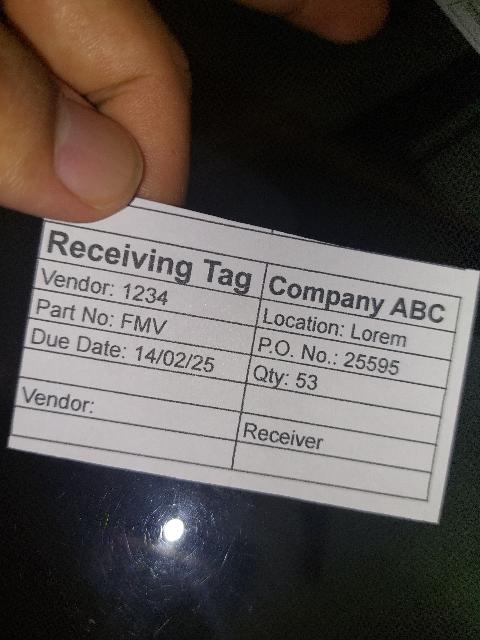 Receiving Tag
Company ABC
Vendor: 1234
Location: Lorem
Part No: FMV
P.O. No.: 25595
Due Date: 14/02/25
Qty: 53
Vendor:
Receiver